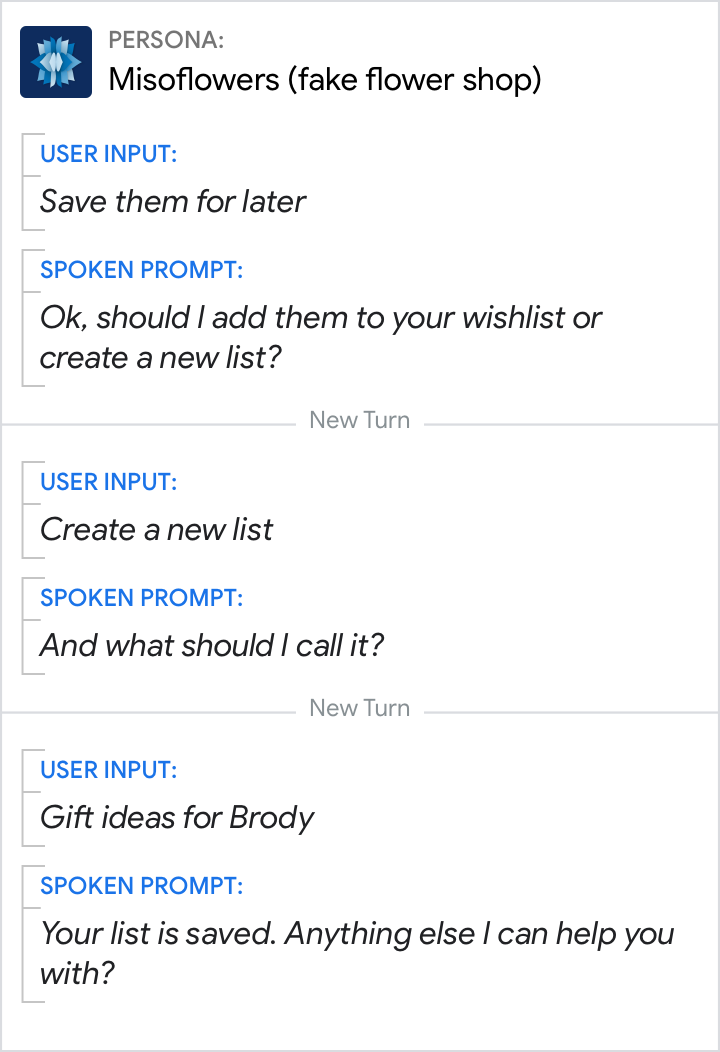 PERSONA:
Misoflowers (fake flower shop)
USER INPUT:
Save them for later
SPOKEN PROMPT:
Ok, should I add them to your wishlist or
create a new list?
New Turn
USER INPUT:
Create a new list
SPOKEN PROMPT:
And what should I call it?
New Turn
USER INPUT:
Gift ideas for Brody
SPOKEN PROMPT:
Your list is saved. Anything else I can help you
with?